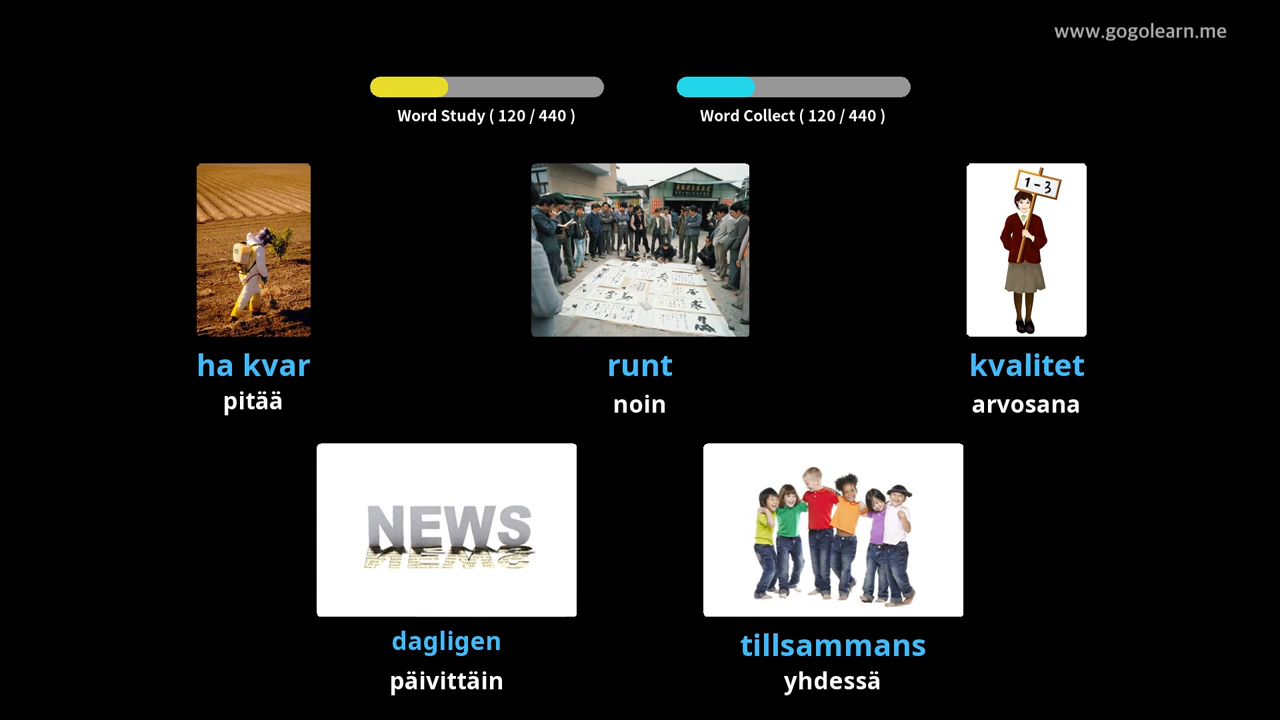 www.gogolearn.me
Word Study ( 120 / 440 )
Word Collect ( 120 / 440 )
1-3
ha kvar
runt
kvalitet
pitää
noin
arvosana
NEWS
dagligen
tillsammans
päivittäin
yhdessä